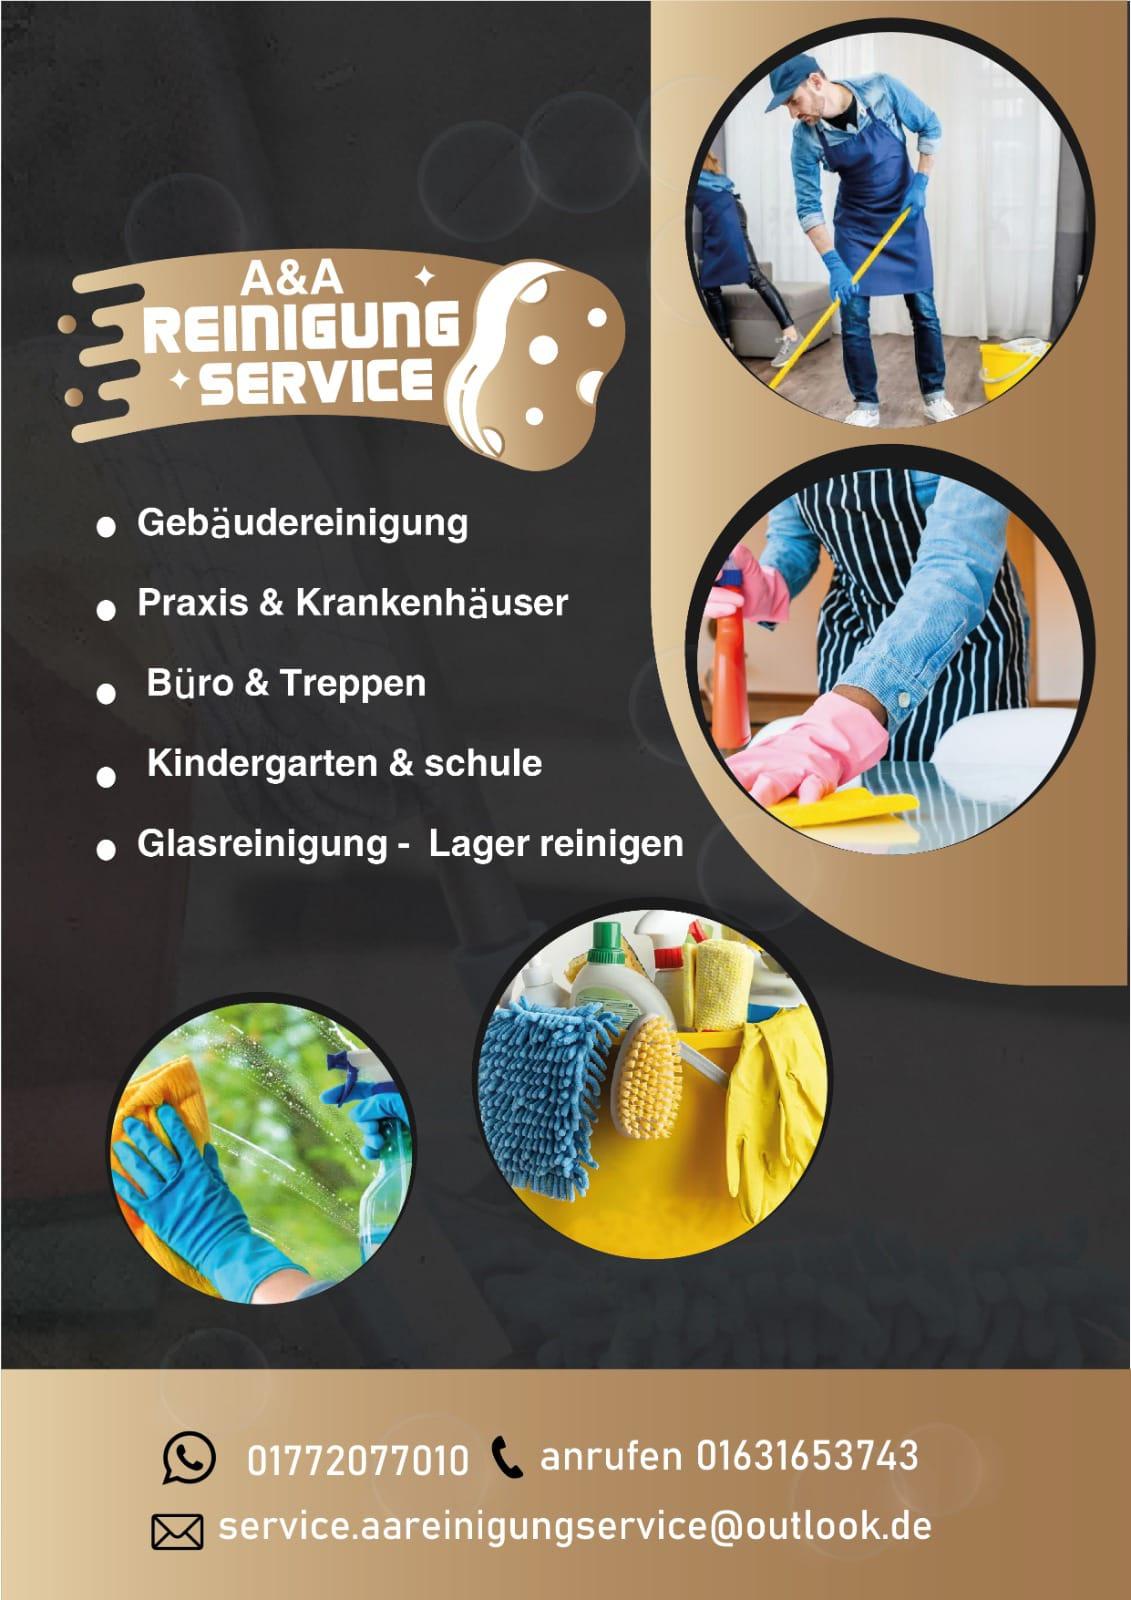 A&A
REINIGUNG
SERVICE
Gebäudereinigung
Praxis & Krankenhäuser
Büro & Treppen
Kindergarten & schule
Glasreinigung - Lager reinigen
01772077010 anrufen 01631653743
service.aareinigungservice@outlook.de